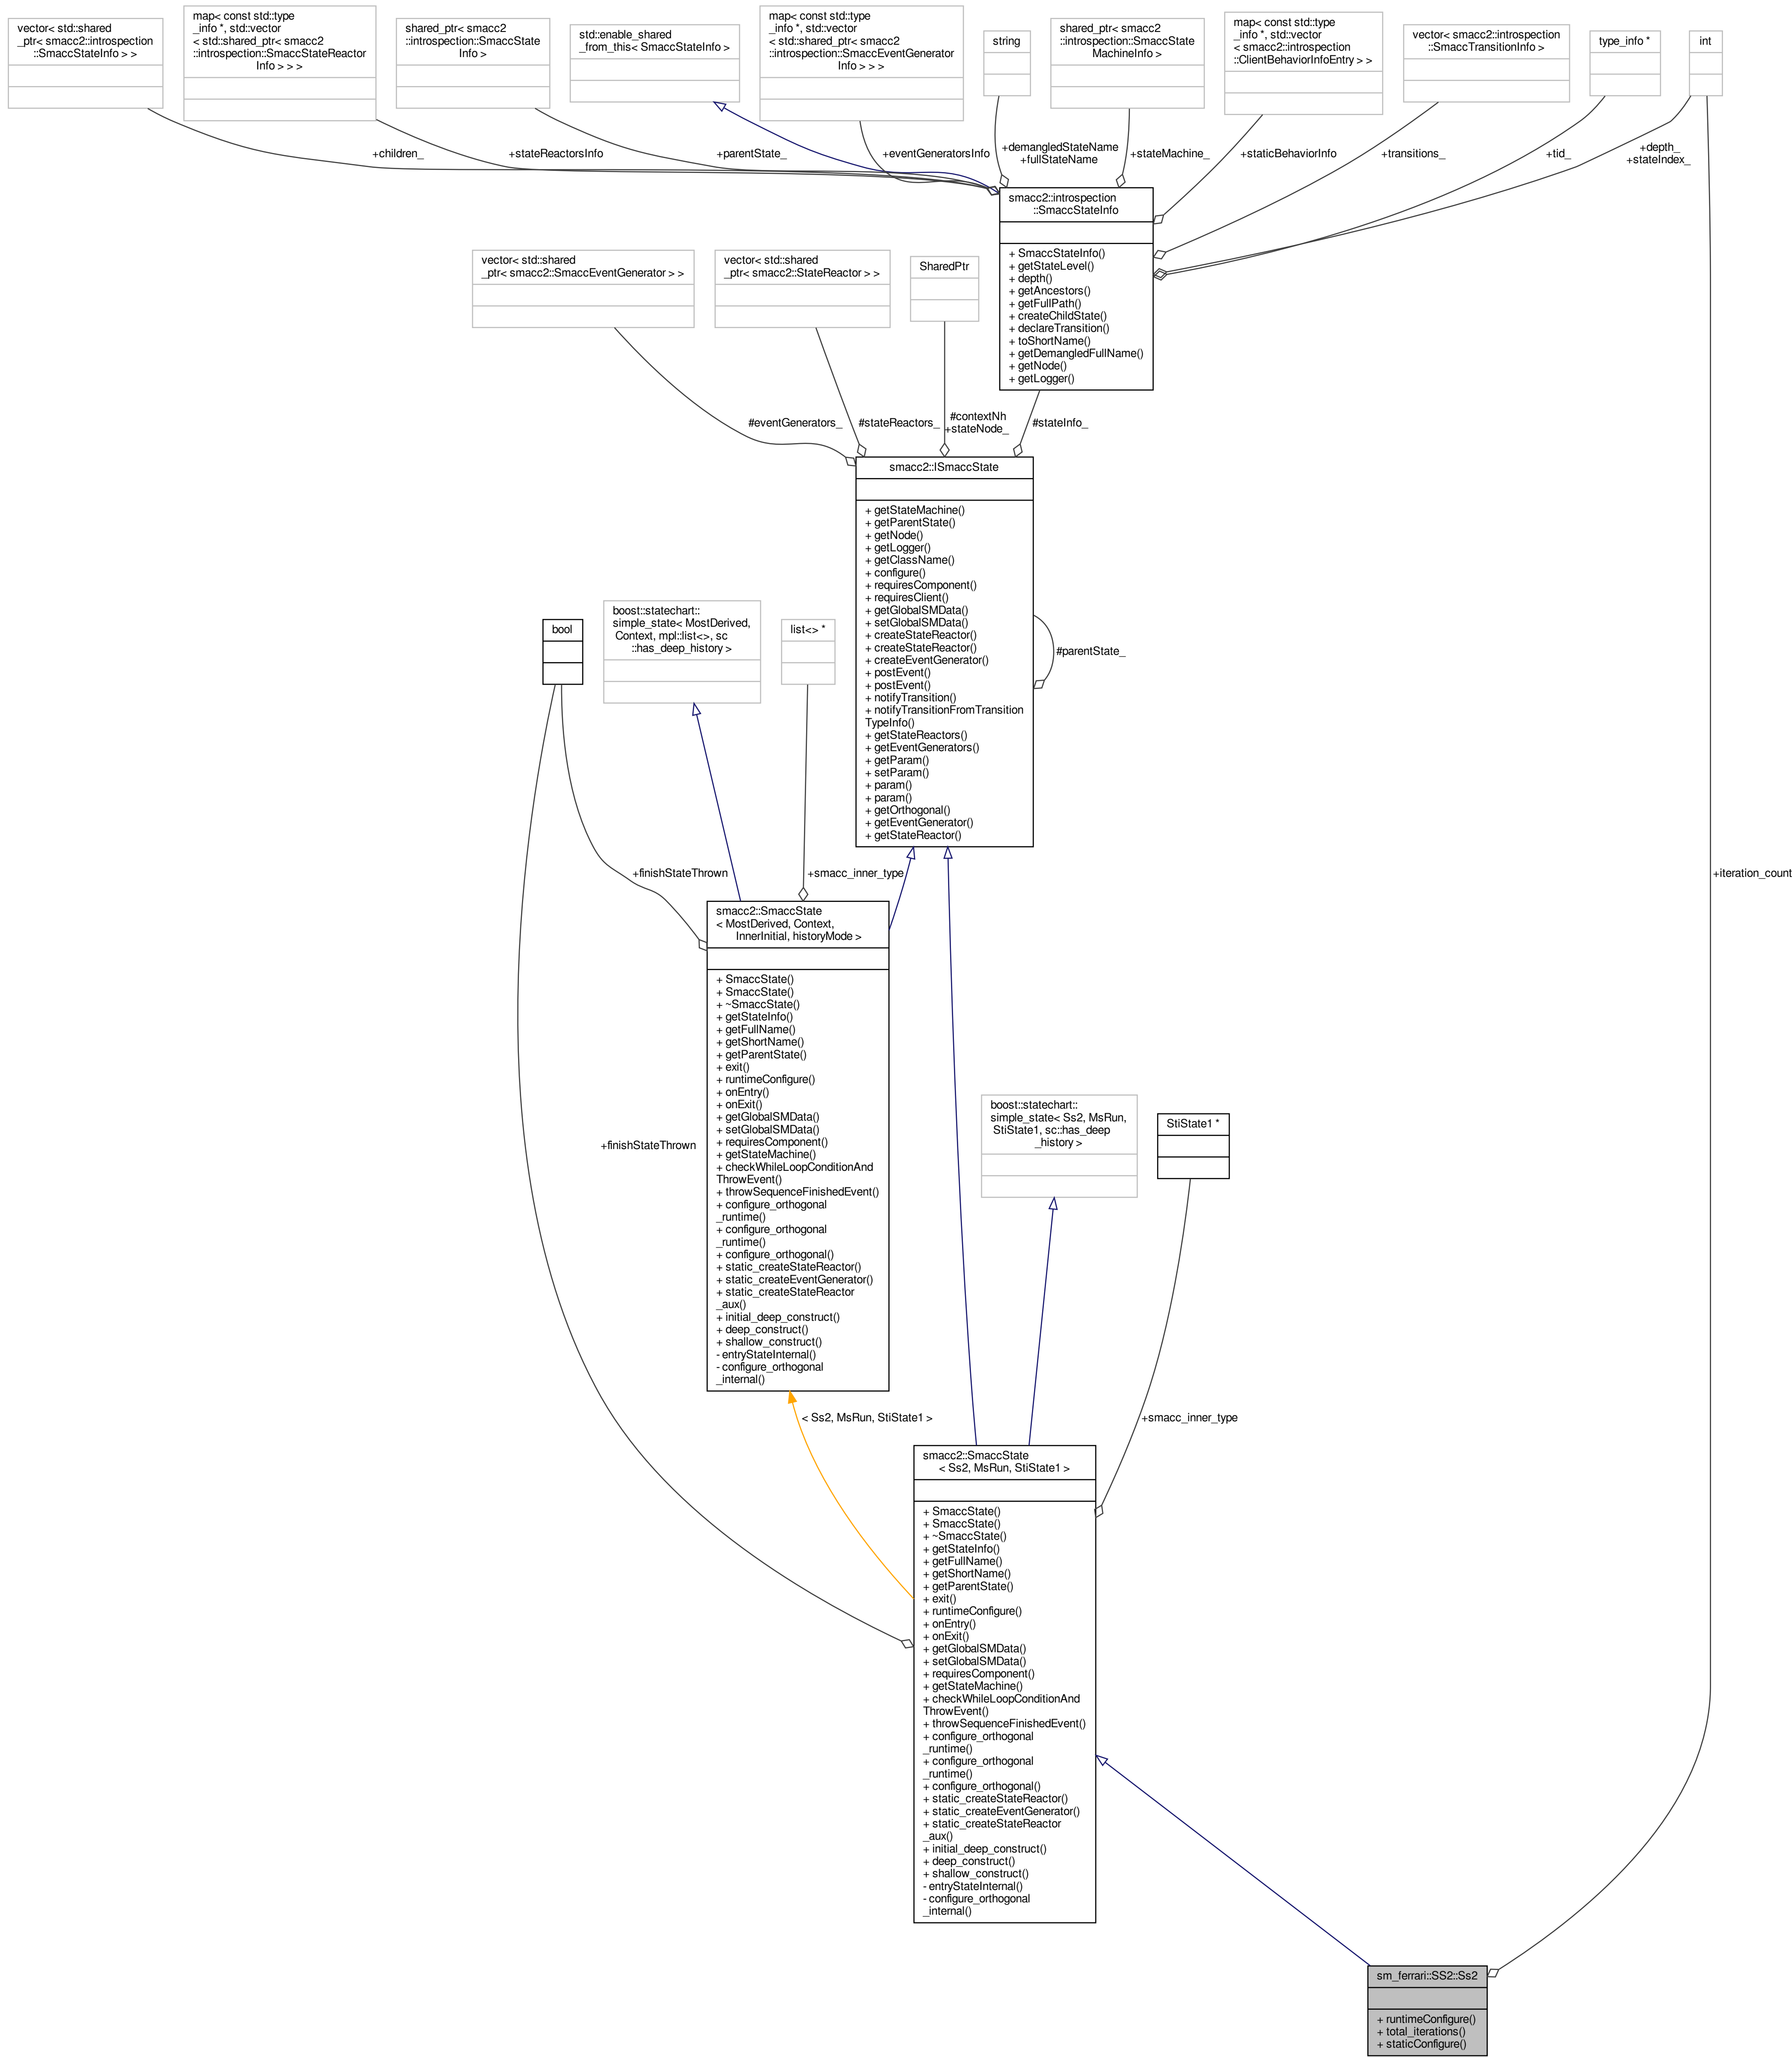 vector< std::shared
_ptr< smacc2::introspection
::SmaccStateInfo > >
map< const std::type
_info *, std::vector
< std::shared_ptr< smacc2
::introspection::SmaccStateReactor
Info > > >
shared_ptr< smacc2
::introspection::SmaccState
Info >
std::enable_shared
_from_this< SmaccStateInfo >
map< const std::type
_info *, std::vector
< std::shared_ptr< smacc2
::introspection::SmaccEventGenerator
Info > > >
string
shared_ptr< smacc2
::introspection::SmaccState
MachineInfo >
map< const std::type
_info *, std::vector
< smacc2::introspection
::ClientBehaviorInfoEntry > >
vector< smacc2::introspection
::SmaccTransitionInfo >
type_info *
int
+children_
+stateReactorsInfo
+parentState_
+eventGeneratorsInfo
+demangledStateName
+fullStateName
+stateMachine_
+staticBehaviorInfo
+transitions_
+tid_
+depth_
+stateIndex_
smacc2::introspection
::SmaccStateInfo
+ SmaccStateInfo()
+ getStateLevel()
+ depth()
+ getAncestors()
+ getFullPath()
+ createChildState()
+ declareTransition()
+ toShortName()
+ getDemangledFullName()
+ getNode()
+ getLogger()
vector< std::shared
_ptr< smacc2::SmaccEventGenerator > >
vector< std::shared
_ptr< smacc2::StateReactor > >
SharedPtr
#eventGenerators_
#stateReactors_
#contextNh
+stateNode_
#stateInfo_
smacc2::ISmaccState
+ getStateMachine()
+ getParentState()
+ getNode()
+ getLogger()
+ getClassName()
+ configure()
+ requiresComponent()
+ requiresClient()
+ getGlobalSMData()
+ setGlobalSMData()
+ createStateReactor()
+ createStateReactor()
+ createEventGenerator()
+ postEvent()
+ postEvent()
+ notifyTransition()
+ notifyTransitionFromTransition
TypeInfo()
+ getStateReactors()
+ getEventGenerators()
+ getParam()
+ setParam()
+ param()
+ param()
+ getOrthogonal()
+ getEventGenerator()
+ getStateReactor()
#parentState_
bool
boost::statechart::
simple_state< MostDerived,
Context, mpl::list<>, sc
::has_deep_history >
list<> *
+finishStateThrown
+smacc_inner_type
+iteration_count
smacc2::SmaccState
< MostDerived, Context,
InnerInitial, historyMode >
+ SmaccState()
+ SmaccState()
+ ~SmaccState()
+ getStateInfo()
+ getFullName()
+ getShortName()
+ getParentState()
+ exit()
+ runtimeConfigure()
+ onEntry()
+ onExit()
+ getGlobalSMData()
+ setGlobalSMData()
+ requiresComponent()
+ getStateMachine()
+ checkWhileLoopConditionAnd
ThrowEvent()
+ throwSequenceFinishedEvent()
+ configure_orthogonal
_runtime()
+ configure_orthogonal
_runtime()
+ configure_orthogonal()
+ static_createStateReactor()
+ static_createEventGenerator()
+ static_createStateReactor
_aux()
+ initial_deep_construct()
+ deep_construct()
+ shallow_construct()
- entryStateInternal()
- configure_orthogonal
_internal()
+finishStateThrown
boost::statechart::
simple_state< Ss2, MsRun,
StiState1, sc::has_deep
_history >
StiState1 *
< Ss2, MsRun, StiState1 >
+smacc_inner_type
smacc2::SmaccState
< Ss2, MsRun, StiState1 >
+ SmaccState()
+ SmaccState()
+ ~SmaccState()
+ getStateInfo()
+ getFullName()
+ getShortName()
+ getParentState()
+ exit()
+ runtimeConfigure()
+ onEntry()
+ onExit()
+ getGlobalSMData()
+ setGlobalSMData()
+ requiresComponent()
+ getStateMachine()
+ checkWhileLoopConditionAnd
ThrowEvent()
+ throwSequenceFinishedEvent()
+ configure_orthogonal
_runtime()
+ configure_orthogonal
_runtime()
+ configure_orthogonal()
+ static_createStateReactor()
+ static_createEventGenerator()
+ static_createStateReactor
_aux()
+ initial_deep_construct()
+ deep_construct()
+ shallow_construct()
- entryStateInternal()
- configure_orthogonal
_internal()
sm_ferrari::SS2::Ss2
+ runtimeConfigure()
+ total_iterations()
+ staticConfigure()